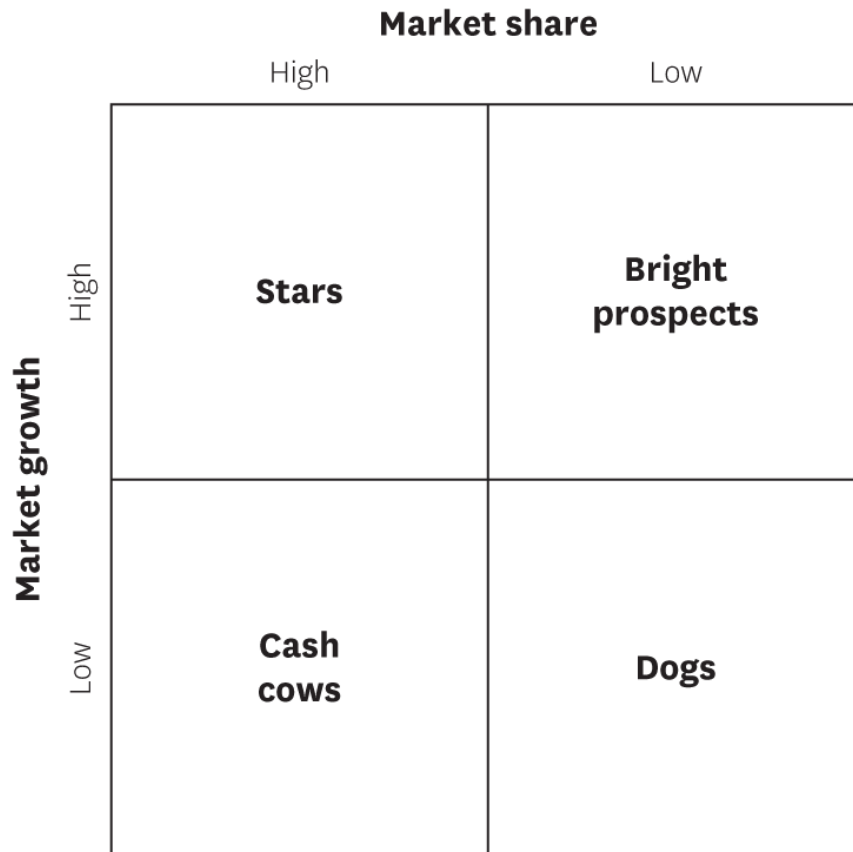 Market share
High
Low
Market growth
High
Stars
Bright
prospects
Low
Cash
cows
Dogs